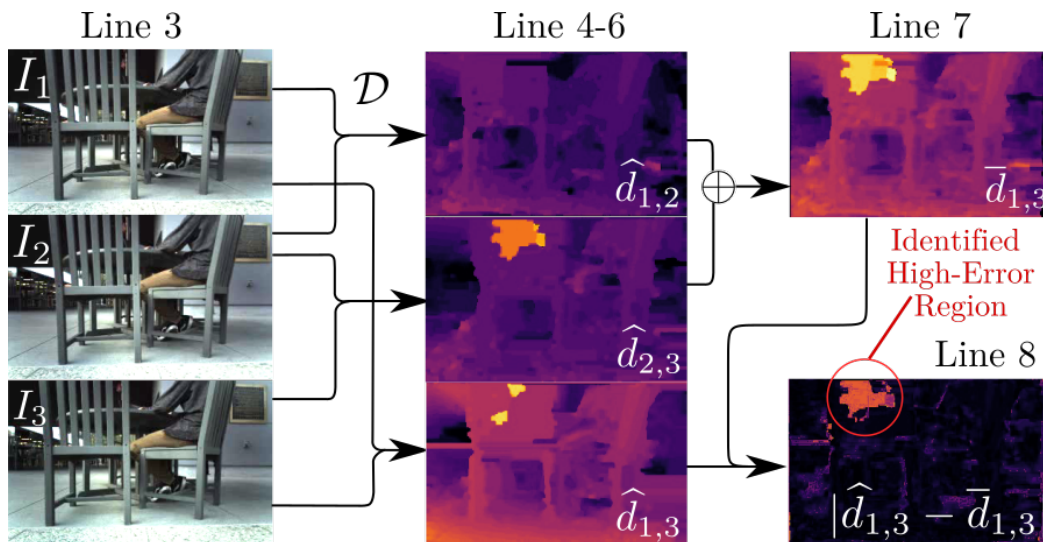 Line 3
Line 4-6
Line 7
I₁
𝒟
d̂₁,₂
⊕
d̄₁,₃
I₂
d̂₂,₃
Identified
High-Error
Region
Line 8
I₃
d̂₁,₃
|d̂₁,₃ − d̄₁,₃